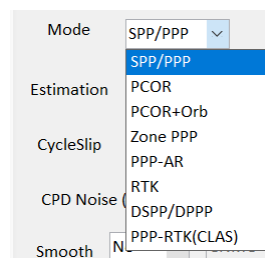 Mode SPP/PPP
SPP/PPP
Estimation PCOR
PCOR+Orb
Zone PPP
CycleSlip
PPP-AR
RTK
CPD Noise (
DSPP/DPPP
PPP-RTK(CLAS)
Smooth